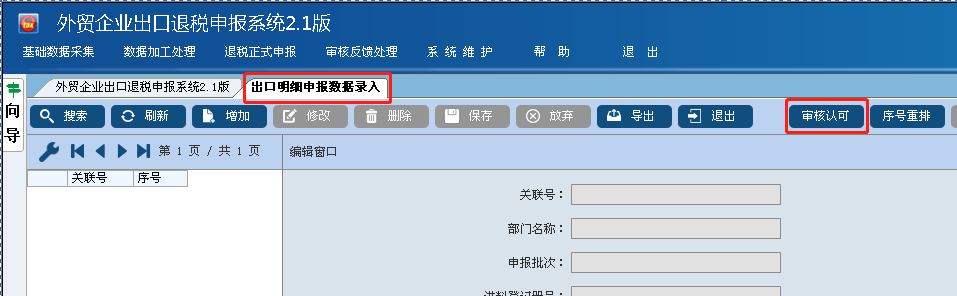 外贸企业出口退税申报系统2.1版
基础数据采集 数据加工处理 退税正式申报 审核反馈处理 系统维护 帮助 退出
外贸企业出口退税申报系统2.1版 出口明细申报数据录入
向导
搜索 刷新 增加 修改 删除 保存 放弃 导出 退出 审核认可 序号重排
第 1 页 / 共 1 页 编辑窗口
关联号 序号
关联号：
部门名称：
申报批次：
进料登记册号：